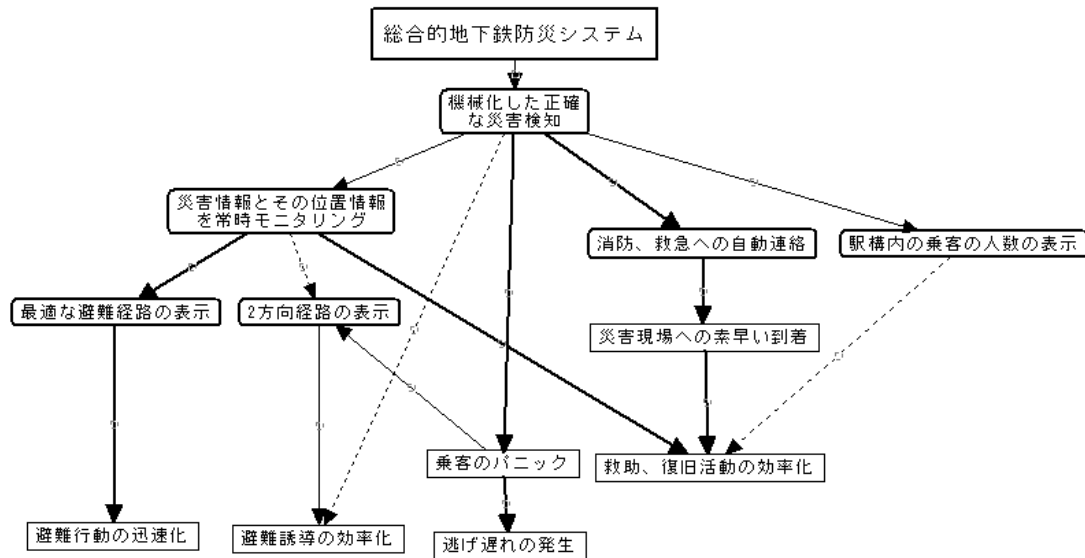 総合的地下鉄防災システム
機械化した正確
な災害検知
災害情報とその位置情報
を常時モニタリング
消防、救急への自動連絡
駅構内の乗客の人数の表示
最適な避難経路の表示
2方向経路の表示
災害現場への素早い到着
乗客のパニック
救助、復旧活動の効率化
避難行動の迅速化
避難誘導の効率化
逃げ遅れの発生